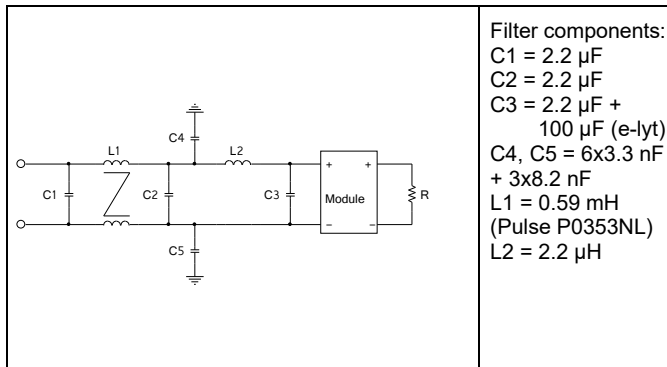 C4
L1
L2
C1
C2
C3
+
+
Module
R
−
−
C5
Filter components:
C1 = 2.2 µF
C2 = 2.2 µF
C3 = 2.2 µF +
100 µF (e-lyt)
C4, C5 = 6x3.3 nF
+ 3x8.2 nF
L1 = 0.59 mH
(Pulse P0353NL)
L2 = 2.2 µH